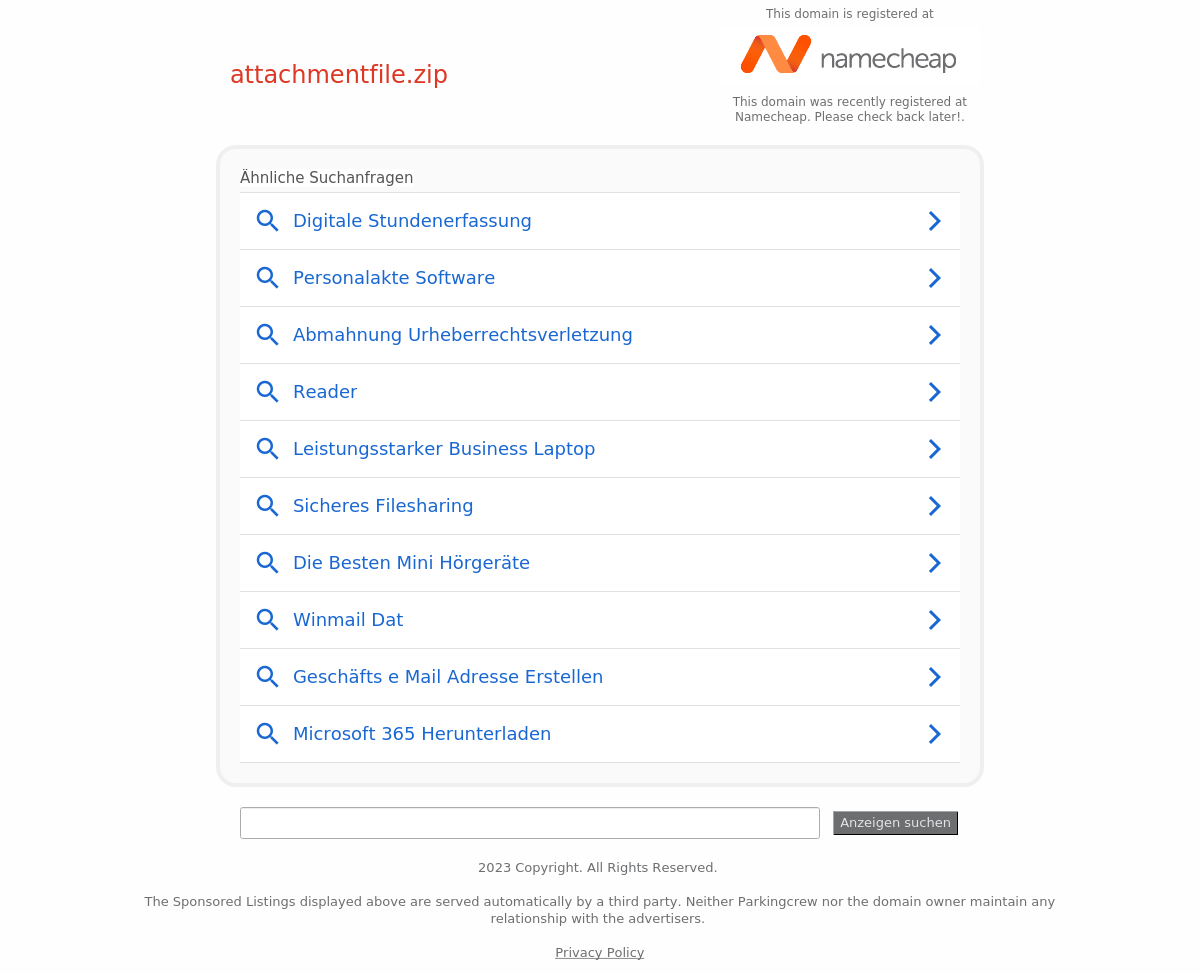 This domain is registered at
namecheap
attachmentfile.zip
This domain was recently registered at
Namecheap. Please check back later!.
Ähnliche Suchanfragen
Digitale Stundenerfassung
Personalakte Software
Abmahnung Urheberrechtsverletzung
Reader
Leistungsstarker Business Laptop
Sicheres Filesharing
Die Besten Mini Hörgeräte
Winmail Dat
Geschäfts e Mail Adresse Erstellen
Microsoft 365 Herunterladen
Anzeigen suchen
2023 Copyright. All Rights Reserved.
The Sponsored Listings displayed above are served automatically by a third party. Neither Parkingcrew nor the domain owner maintain any
relationship with the advertisers.
Privacy Policy